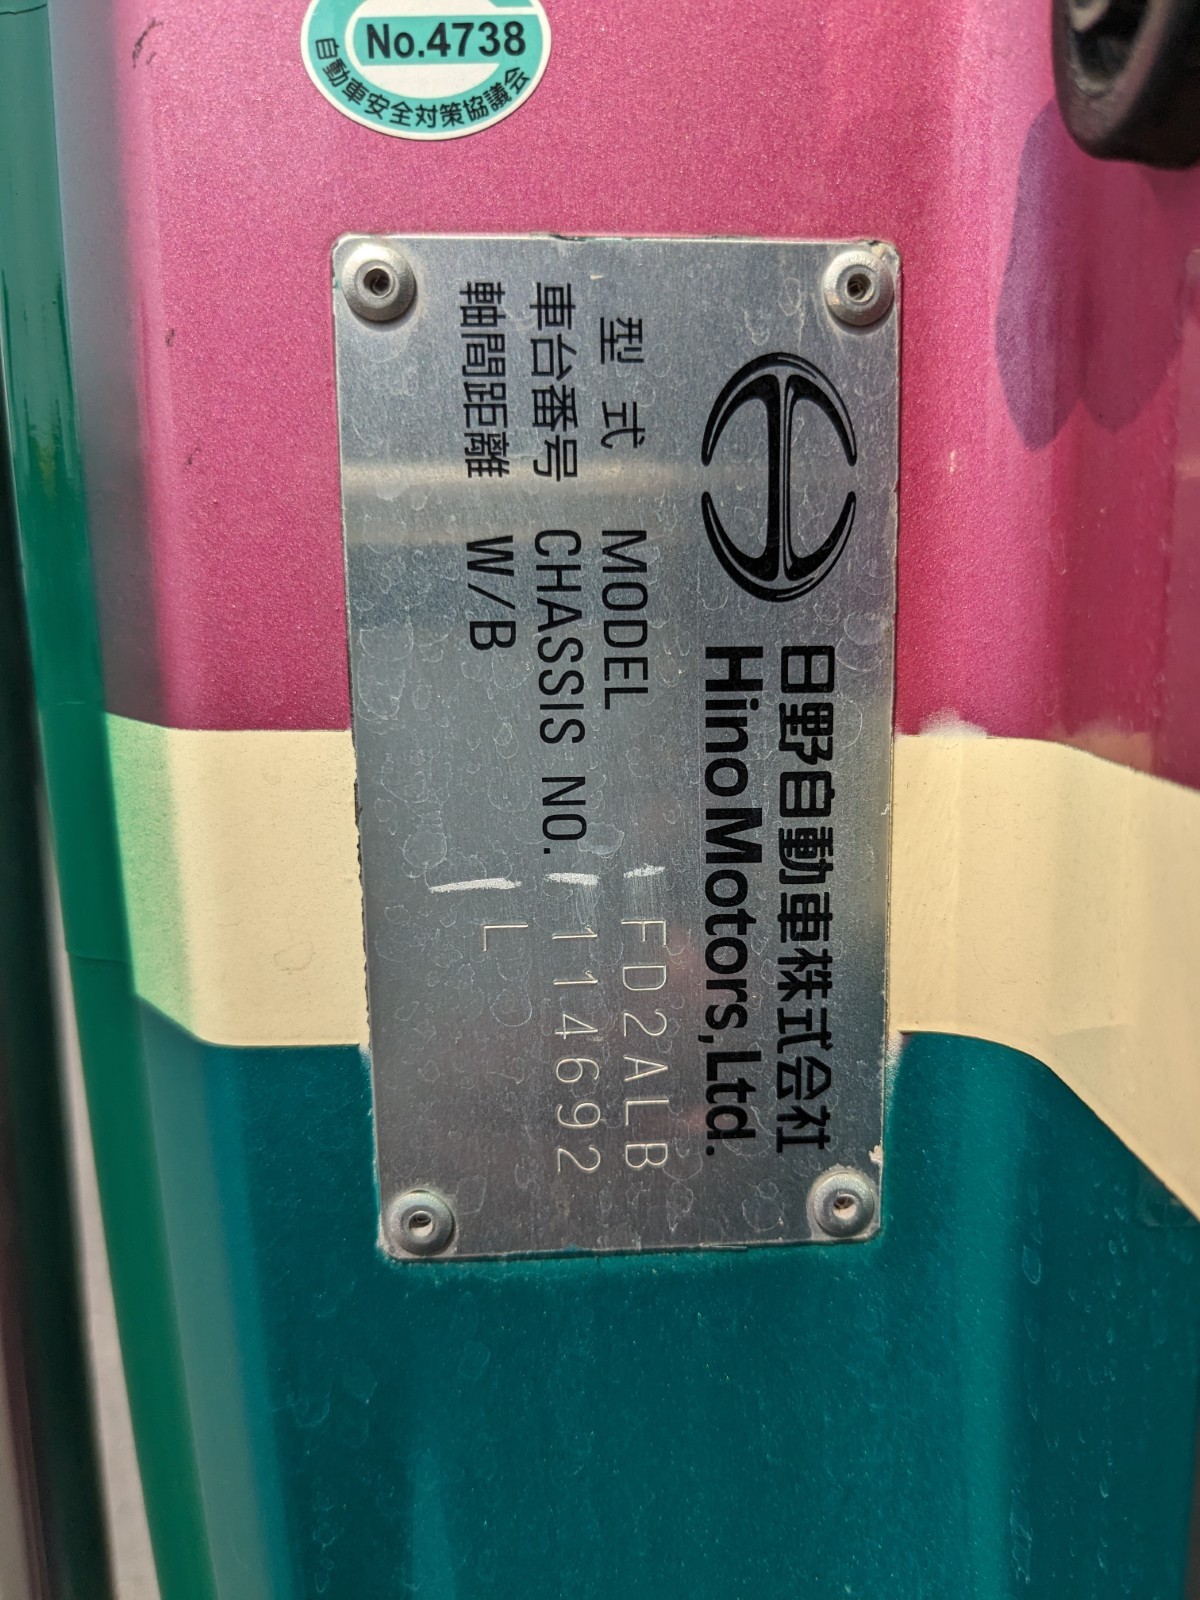 No.4738
自動車安全対策協議会
日野自動車株式会社
Hino Motors, Ltd.
型式 MODEL FD2ALB
車台番号 CHASSIS NO. 114692
軸間距離 W/B L